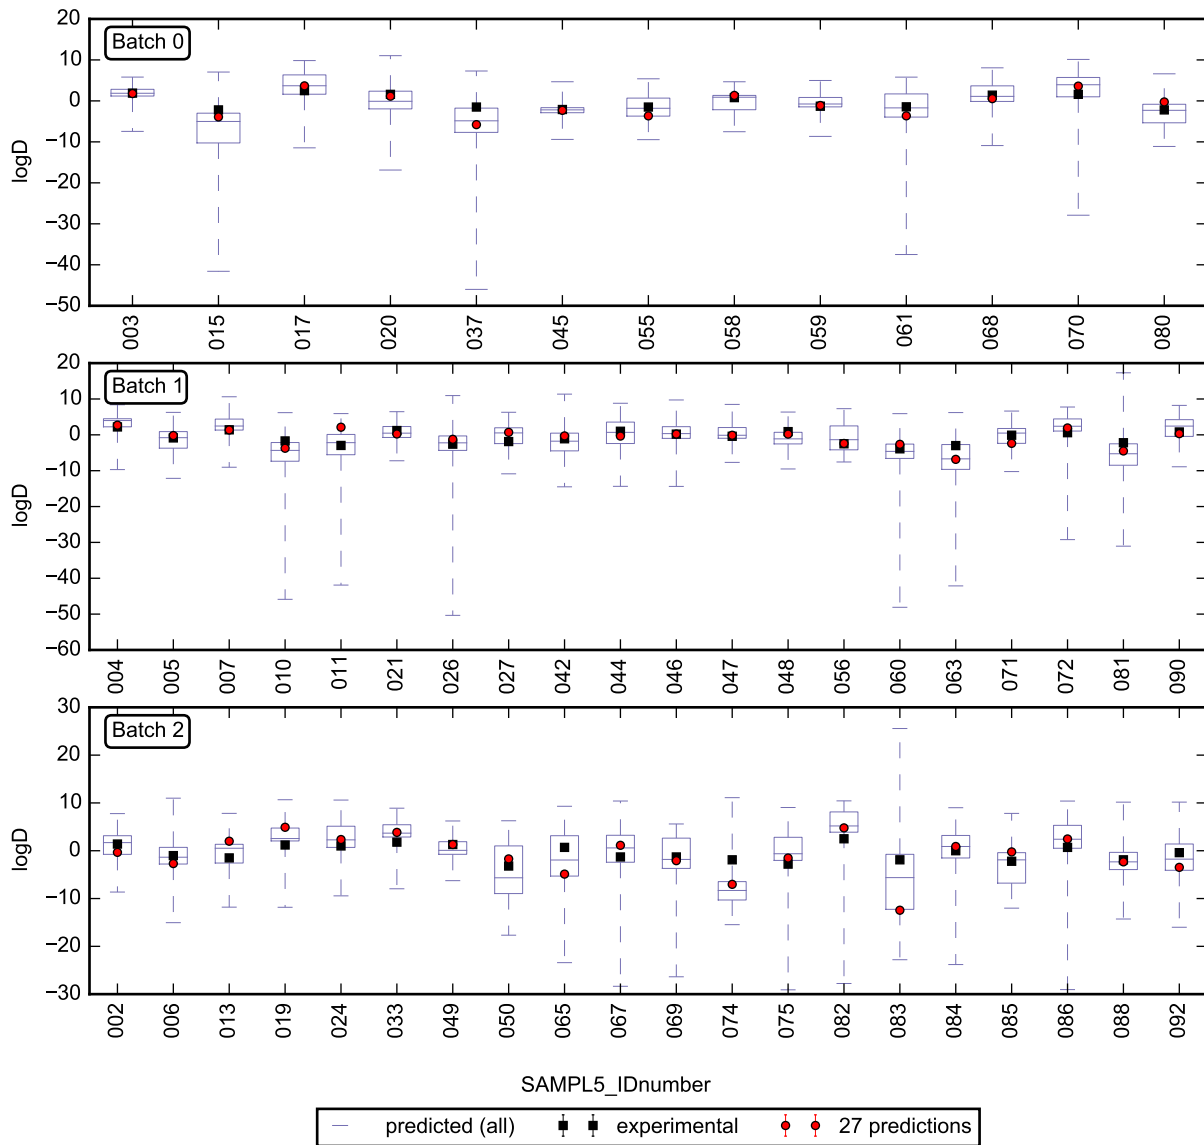 Batch 0
20
10
0
−10
−20
−30
−40
−50
logD
003 015 017 020 037 045 055 058 059 061 068 070 080
Batch 1
20
10
0
−10
−20
−30
−40
−50
−60
logD
004 005 007 010 011 021 026 027 042 044 046 047 048 056 060 063 071 072 081 090
Batch 2
30
20
10
0
−10
−20
−30
logD
002 006 013 019 024 033 049 050 065 067 069 074 075 082 083 084 085 086 088 092
SAMPL5_IDnumber
predicted (all) experimental 27 predictions